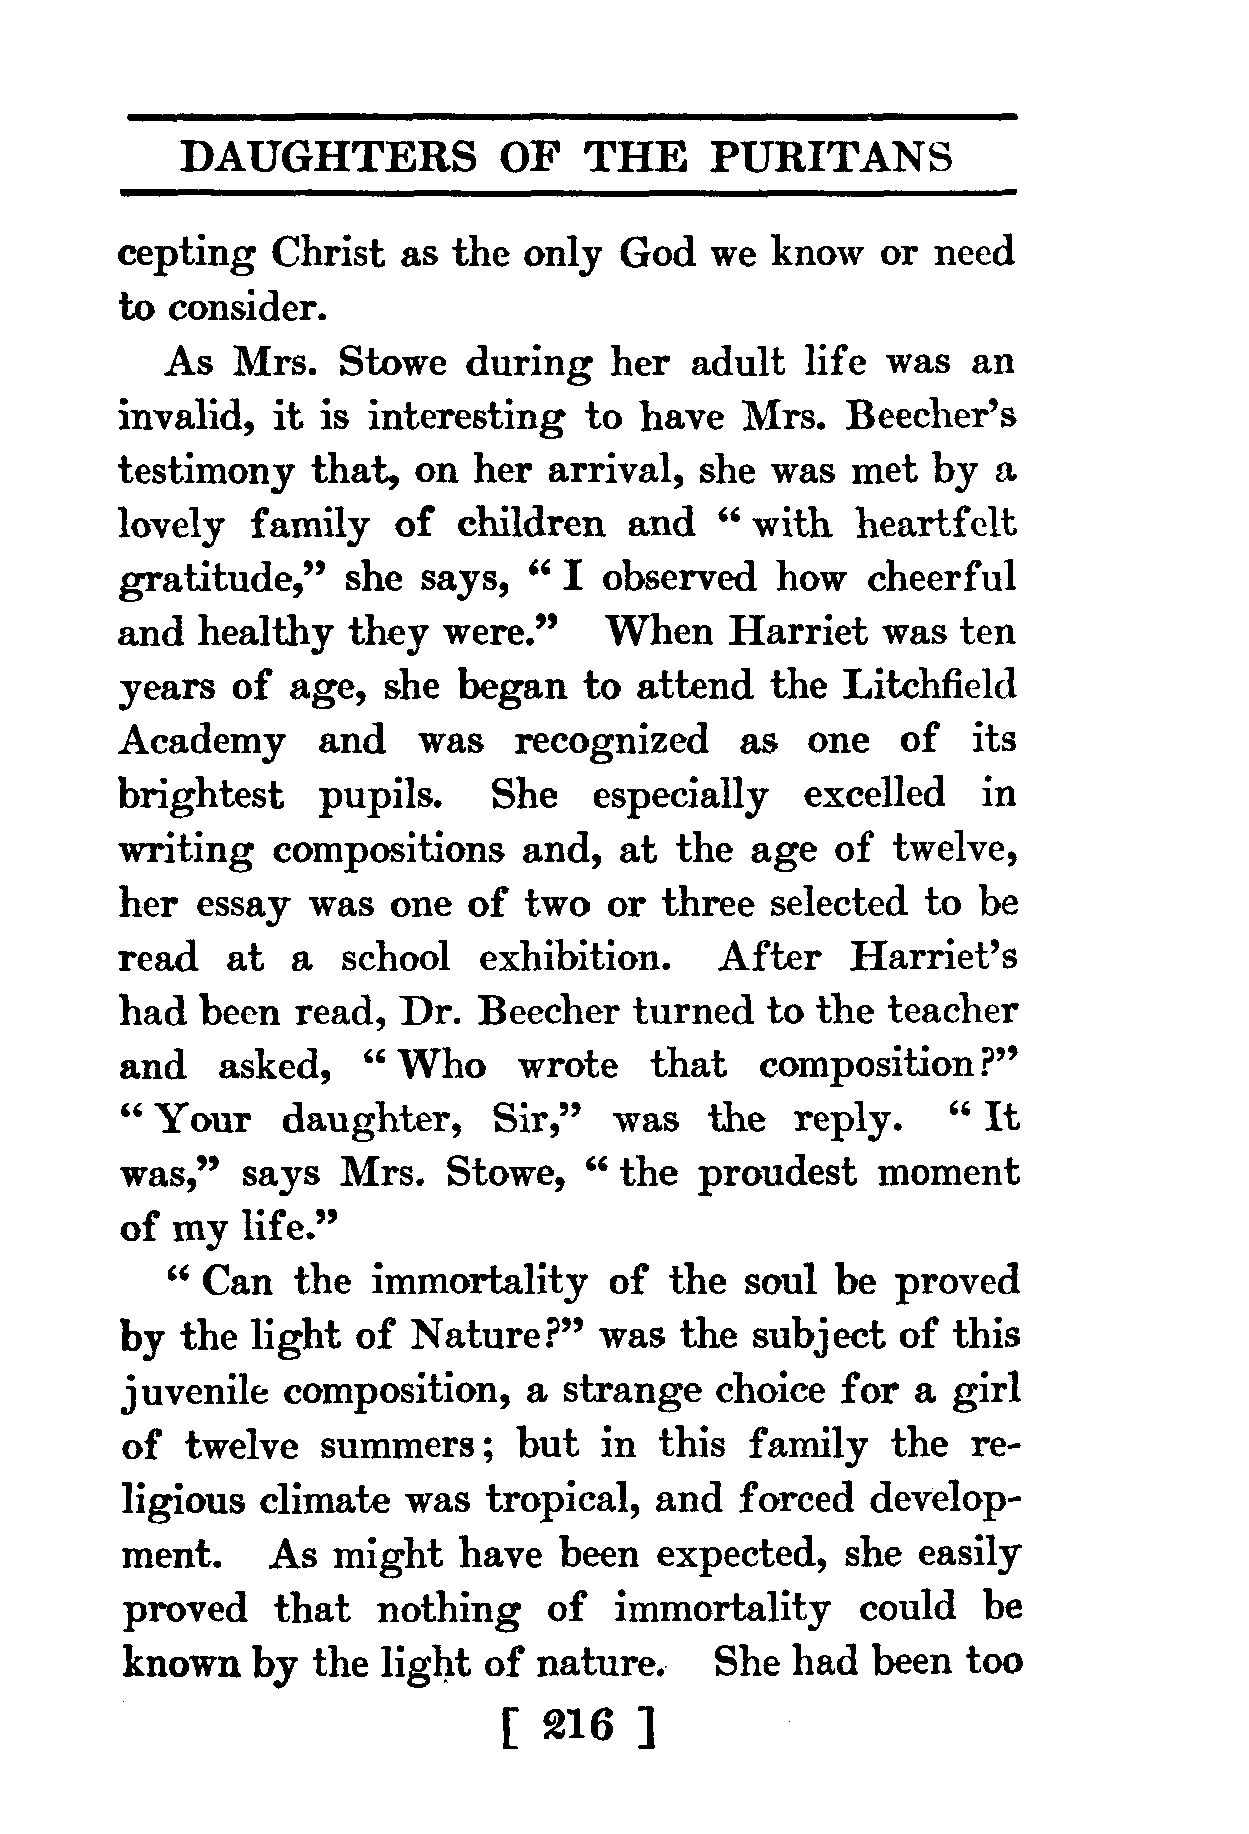 DAUGHTERS OF THE PURITANS
cepting Christ as the only God we know or need
to consider.
As Mrs. Stowe during her adult life was an
invalid, it is interesting to have Mrs. Beecher's
testimony that, on her arrival, she was met by a
lovely family of children and “ with heartfelt
gratitude,” she says, “ I observed how cheerful
and healthy they were.” When Harriet was ten
years of age, she began to attend the Litchfield
Academy and was recognized as one of its
brightest pupils. She especially excelled in
writing compositions and, at the age of twelve,
her essay was one of two or three selected to be
read at a school exhibition. After Harriet's
had been read, Dr. Beecher turned to the teacher
and asked, “ Who wrote that composition?”
“ Your daughter, Sir,” was the reply. “ It
was,” says Mrs. Stowe, “ the proudest moment
of my life.”
“ Can the immortality of the soul be proved
by the light of Nature?” was the subject of this
juvenile composition, a strange choice for a girl
of twelve summers; but in this family the re-
ligious climate was tropical, and forced develop-
ment. As might have been expected, she easily
proved that nothing of immortality could be
known by the light of nature. She had been too
[ 216 ]